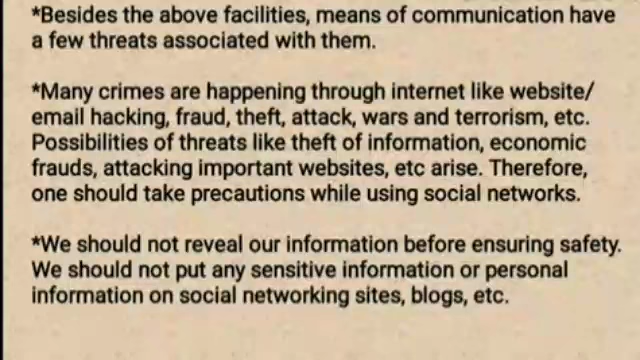 *Besides the above facilities, means of communication have
a few threats associated with them.
*Many crimes are happening through internet like website/
email hacking, fraud, theft, attack, wars and terrorism, etc.
Possibilities of threats like theft of information, economic
frauds, attacking important websites, etc arise. Therefore,
one should take precautions while using social networks.
*We should not reveal our information before ensuring safety.
We should not put any sensitive information or personal
information on social networking sites, blogs, etc.